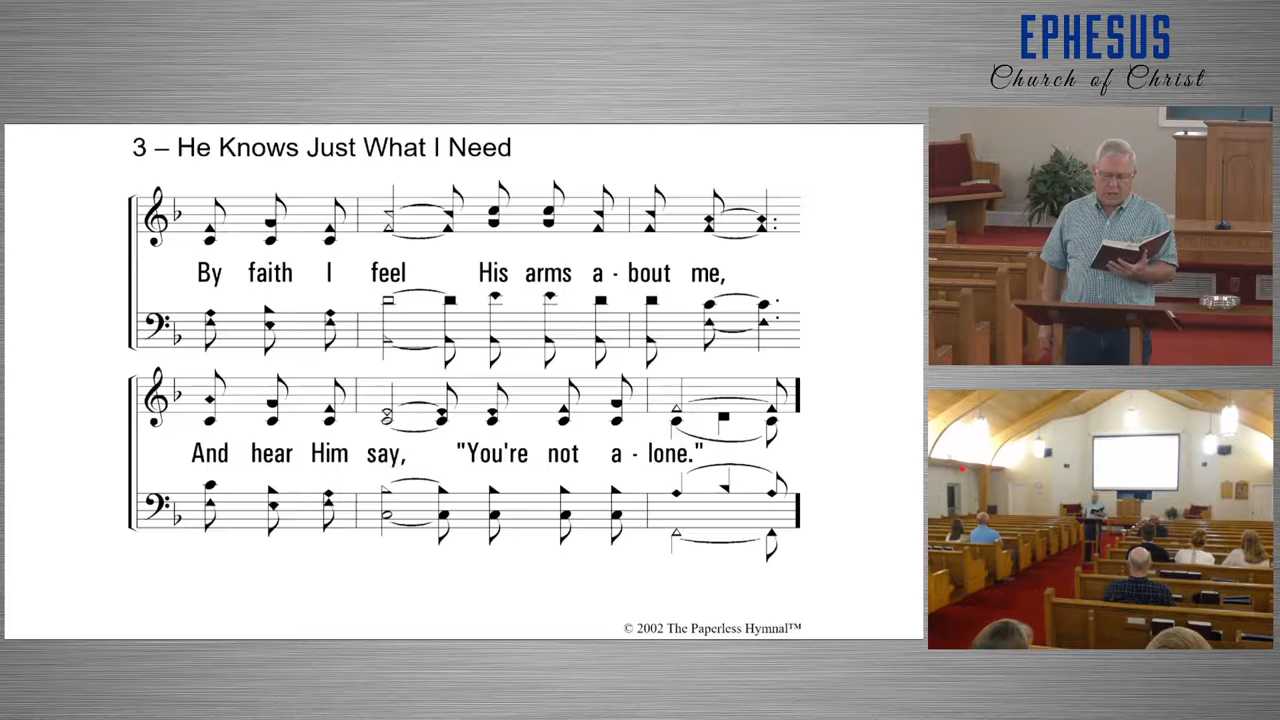 EPHESUS
Church of Christ
3 – He Knows Just What I Need
By faith I feel His arms a - bout me,
And hear Him say, "You're not a - lone."
© 2002 The Paperless Hymnal™